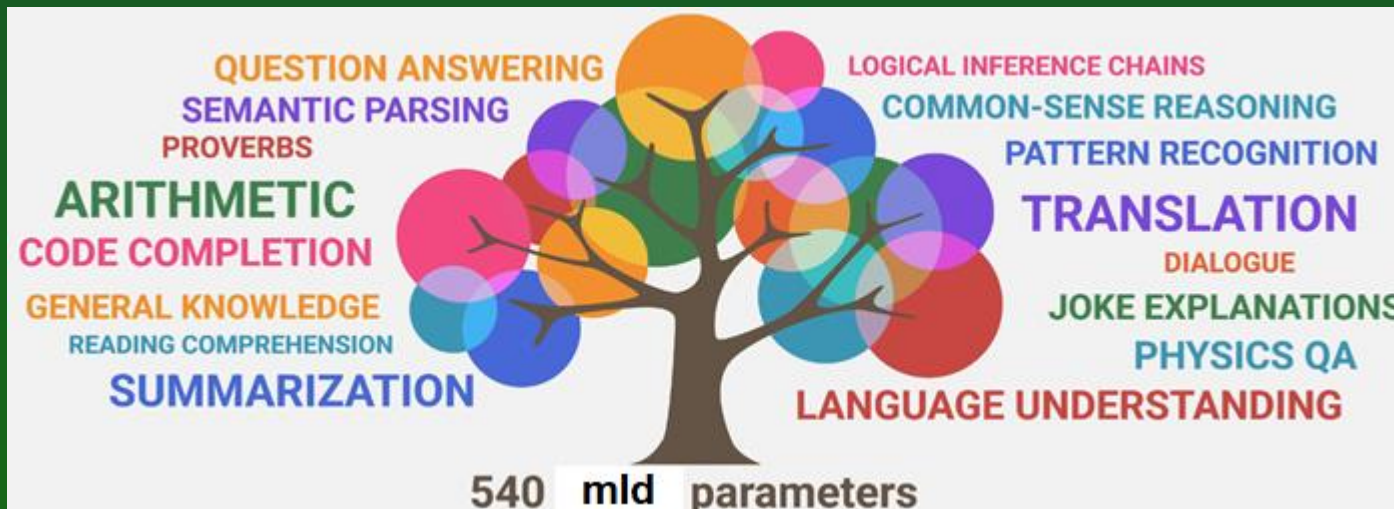 QUESTION ANSWERING
SEMANTIC PARSING
PROVERBS
ARITHMETIC
CODE COMPLETION
GENERAL KNOWLEDGE
READING COMPREHENSION
SUMMARIZATION
LOGICAL INFERENCE CHAINS
COMMON-SENSE REASONING
PATTERN RECOGNITION
TRANSLATION
DIALOGUE
JOKE EXPLANATIONS
PHYSICS QA
LANGUAGE UNDERSTANDING
540 mld parameters